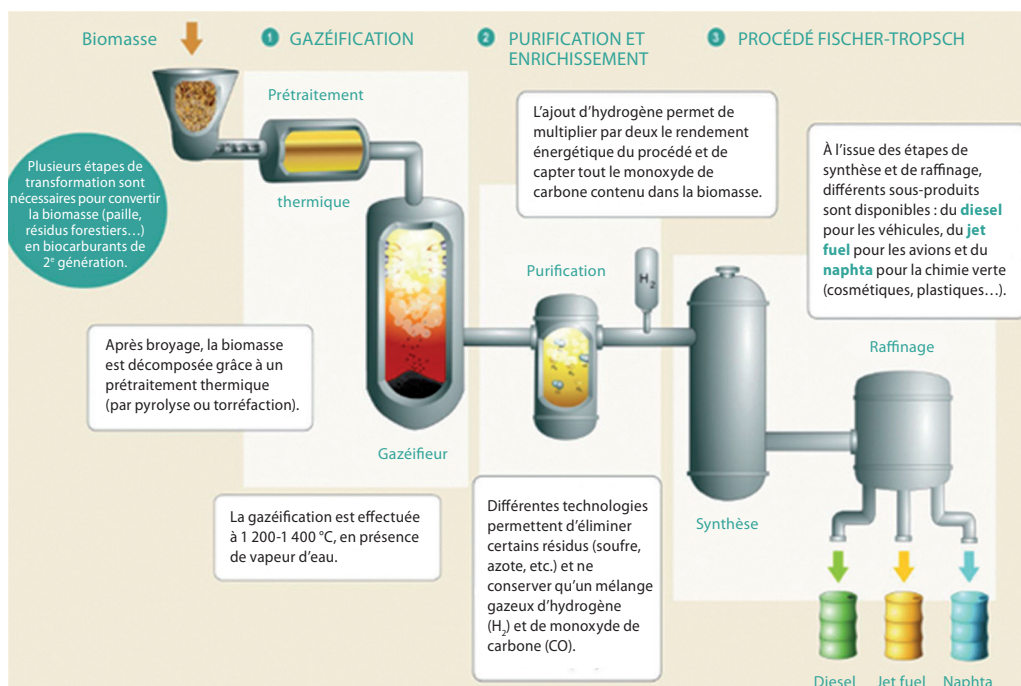 Biomasse
1 GAZÉIFICATION
2 PURIFICATION ET
ENRICHISSEMENT
3 PROCÉDÉ FISCHER-TROPSCH
Prétraitement
thermique
Plusieurs étapes de
transformation sont
nécessaires pour convertir
la biomasse (paille,
résidus forestiers…)
en biocarburants de
2e génération.
L’ajout d’hydrogène permet de
multiplier par deux le rendement
énergétique du procédé et de
capter tout le monoxyde de
carbone contenu dans la biomasse.
À l’issue des étapes de
synthèse et de raffinage,
différents sous-produits
sont disponibles : du diesel
pour les véhicules, du jet
fuel pour les avions et du
naphta pour la chimie verte
(cosmétiques, plastiques…).
Purification
H2
Après broyage, la biomasse
est décomposée grâce à un
prétraitement thermique
(par pyrolyse ou torréfaction).
Raffinage
Gazéifieur
La gazéification est effectuée
à 1 200-1 400 °C, en présence
de vapeur d’eau.
Différentes technologies
permettent d’éliminer
certains résidus (soufre,
azote, etc.) et ne
conserver qu’un mélange
gazeux d’hydrogène
(H2) et de monoxyde de
carbone (CO).
Synthèse
Diesel Jet fuel Naphta